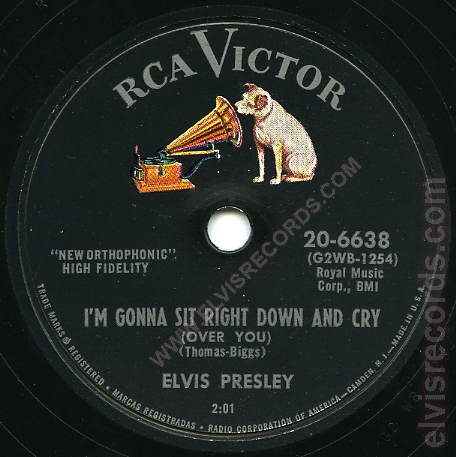 RCA VICTOR
"NEW ORTHOPHONIC"
HIGH FIDELITY
20-6638
(G2WB-1254)
Royal Music
Corp., BMI
I'M GONNA SIT RIGHT DOWN AND CRY
(OVER YOU)
(Thomas-Biggs)
ELVIS PRESLEY
2:01
TRADE MARKS ® REGISTERED • MARCAS REGISTRADAS • RADIO CORPORATION OF AMERICA—CAMDEN, N. J.—MADE IN U.S.A.
WWW.ELVISRECORDS.COM
elvisrecords.com